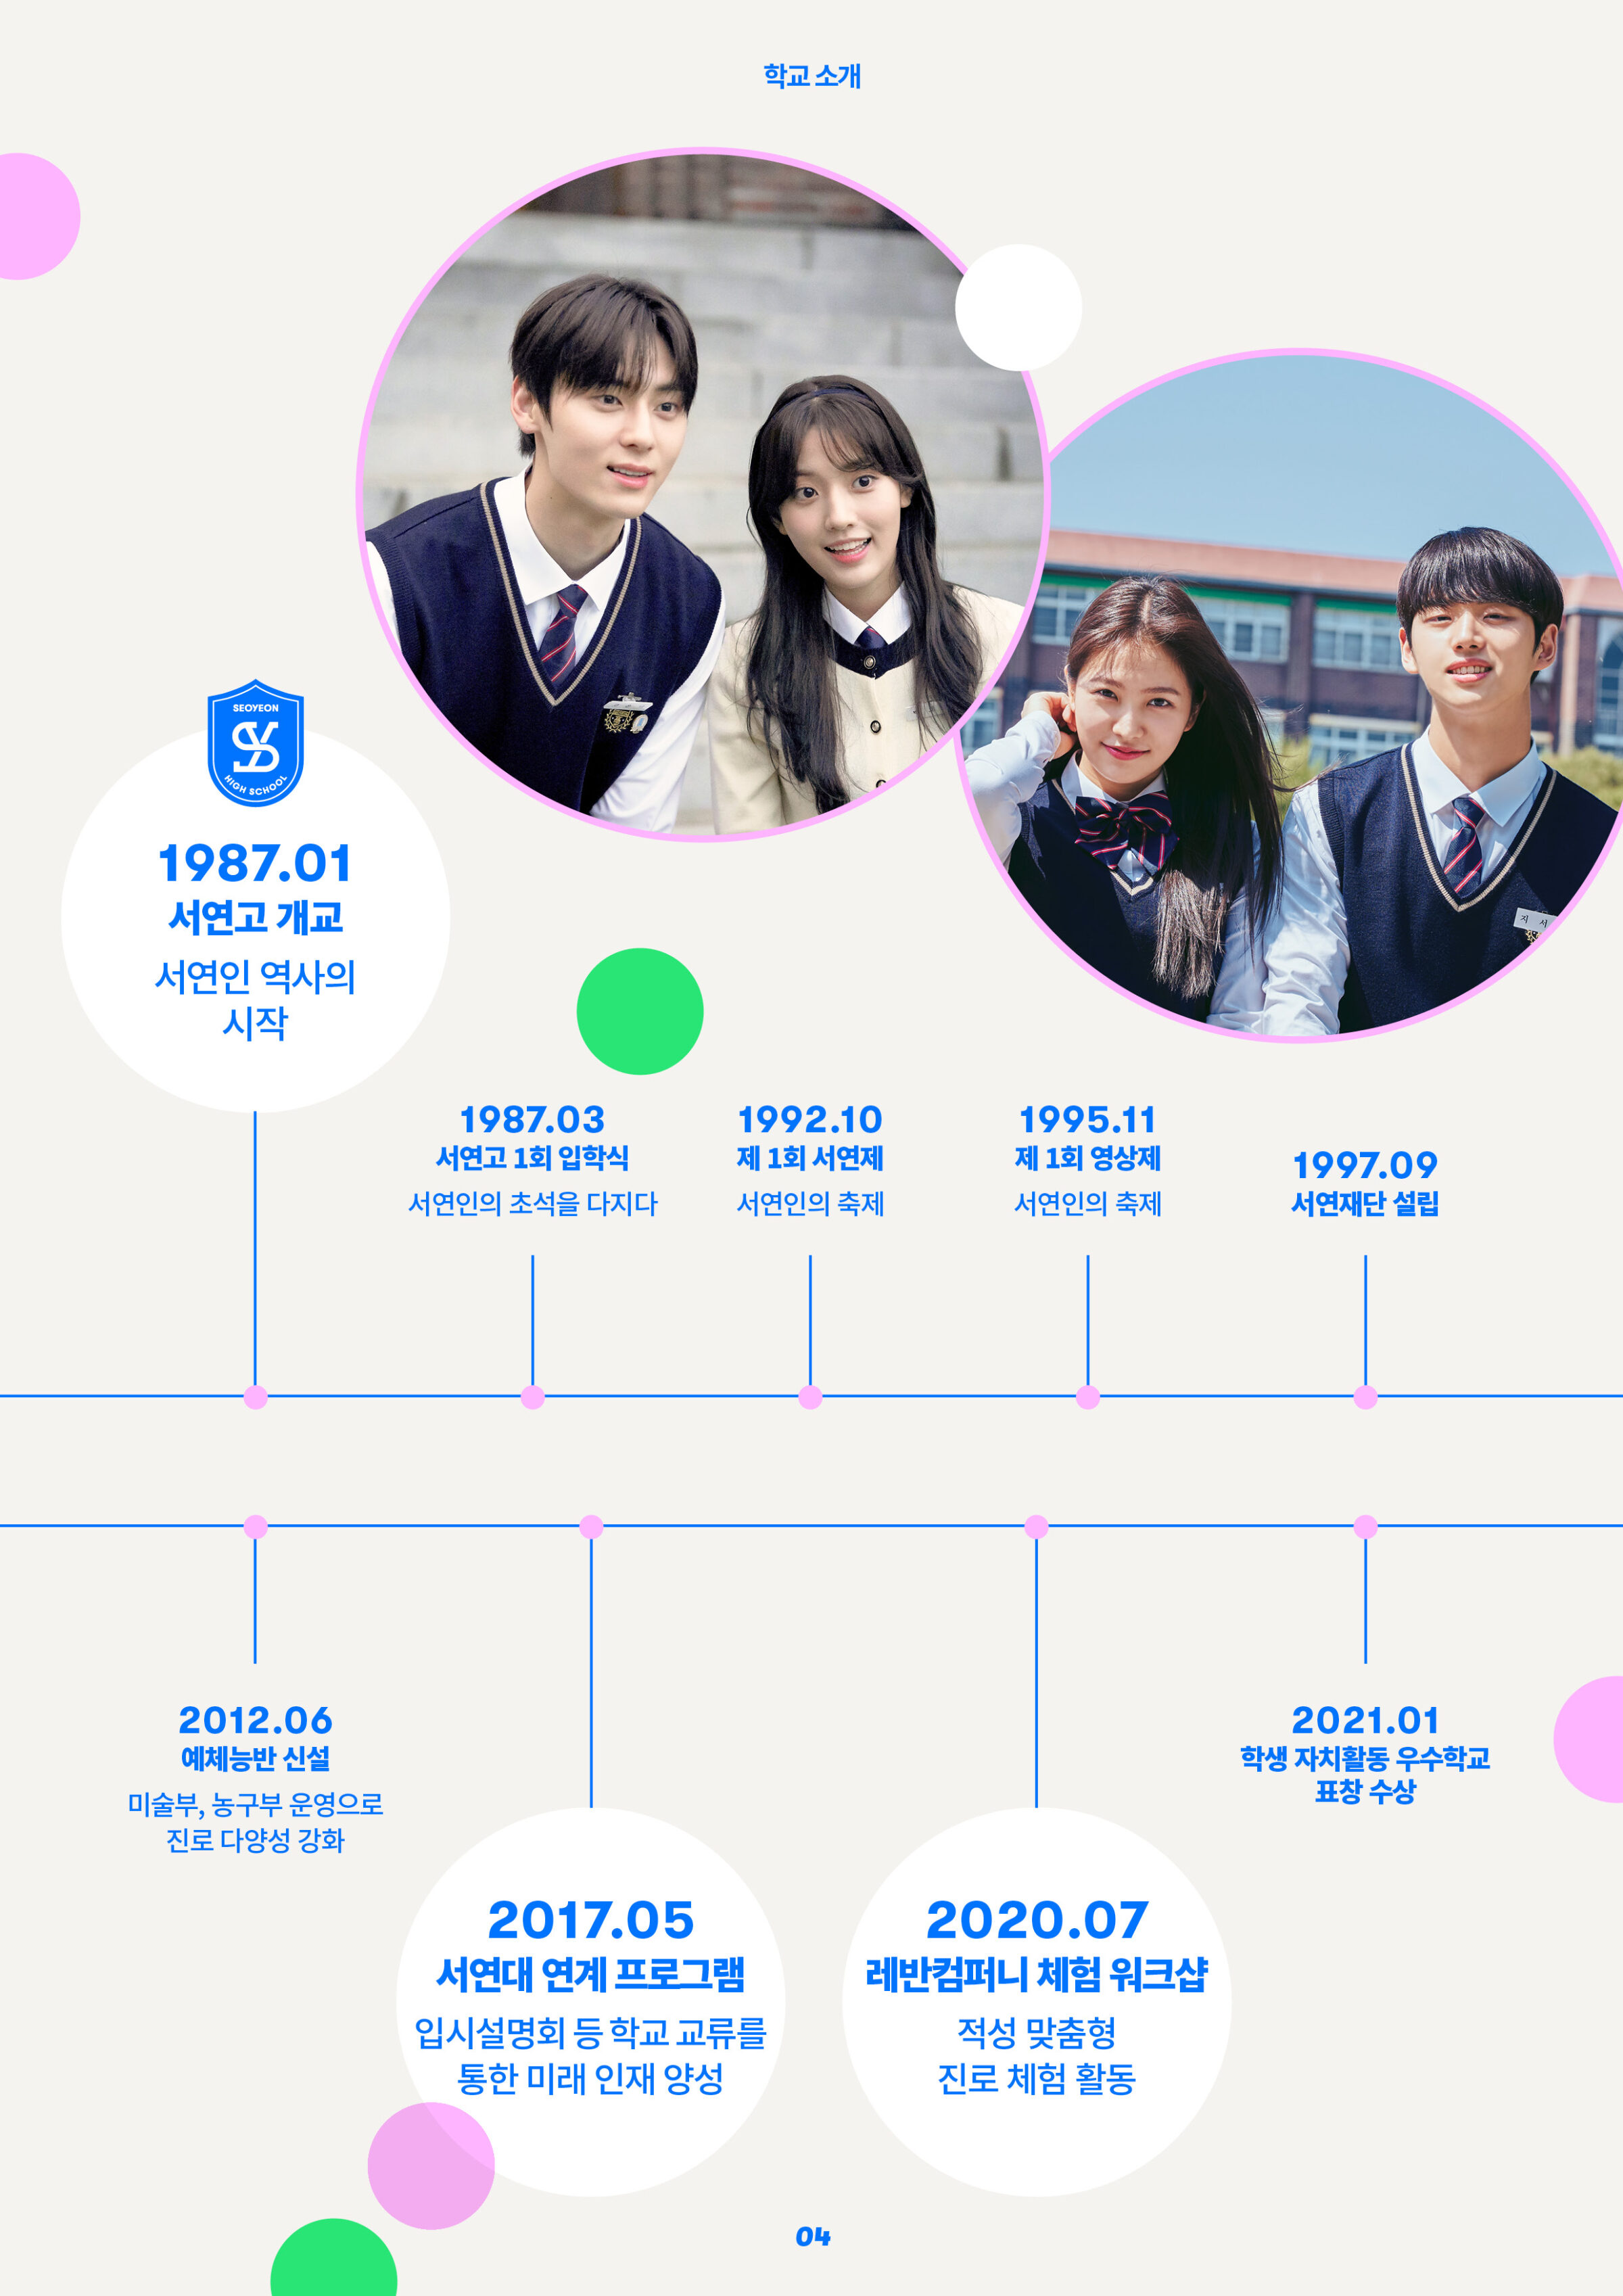 학교 소개
SEOYEON
SY
HIGH SCHOOL
1987.01
서연고 개교
서연인 역사의
시작
1987.03
서연고 1회 입학식
서연인의 초석을 다지다
1992.10
제 1회 서연제
서연인의 축제
1995.11
제 1회 영상제
서연인의 축제
1997.09
서연재단 설립
지 서
2012.06
예체능반 신설
미술부, 농구부 운영으로
진로 다양성 강화
2017.05
서연대 연계 프로그램
입시설명회 등 학교 교류를
통한 미래 인재 양성
2020.07
레반컴퍼니 체험 워크샵
적성 맞춤형
진로 체험 활동
2021.01
학생 자치활동 우수학교
표창 수상
04